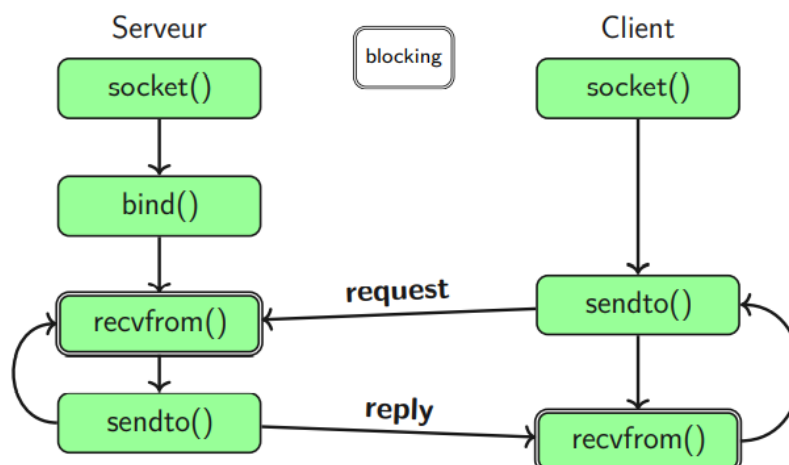 Serveur
blocking
Client
socket()
socket()
bind()
request
recvfrom()
sendto()
reply
sendto()
recvfrom()